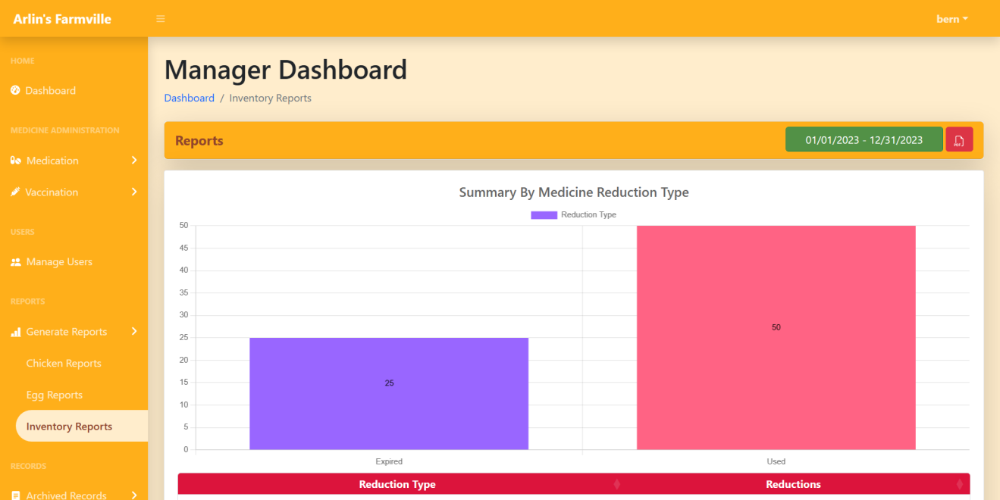 Arlin's Farmville
bern
HOME
Dashboard
MEDICINE ADMINISTRATION
Medication
Vaccination
USERS
Manage Users
REPORTS
Generate Reports
Chicken Reports
Egg Reports
Inventory Reports
RECORDS
Archived Records
Manager Dashboard
Dashboard / Inventory Reports
Reports
01/01/2023 - 12/31/2023
PDF
Summary By Medicine Reduction Type
Reduction Type
50
45
40
35
30
25
20
15
10
5
0
25
50
Expired
Used
Reduction Type
Reductions